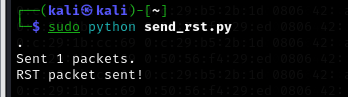 ┌──(kali㉿kali)-[~]
└─$ sudo python send_rst.py
.
Sent 1 packets.
RST packet sent!